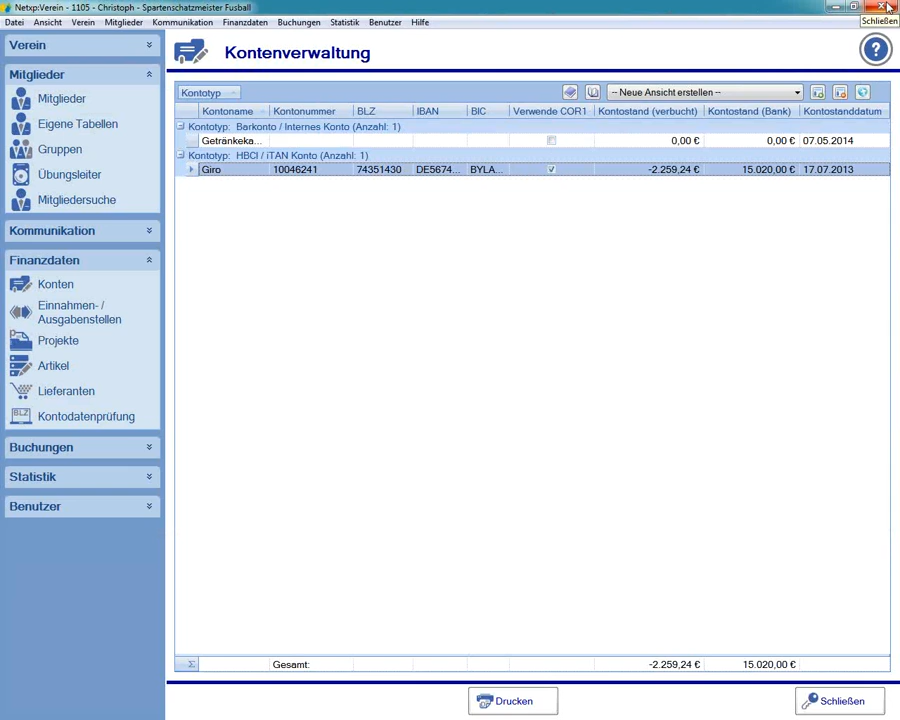 Netxp:Verein - 1105 - Christoph - Spartenschatzmeister Fusball
Schließen
Datei Ansicht Verein Mitglieder Kommunikation Finanzdaten Buchungen Statistik Benutzer Hilfe
Verein
Mitglieder
Mitglieder
Eigene Tabellen
Gruppen
Übungsleiter
Mitgliedersuche
Kommunikation
Finanzdaten
Konten
Einnahmen- /
Ausgabenstellen
Projekte
Artikel
Lieferanten
BLZ Kontodatenprüfung
Buchungen
Statistik
Benutzer
Kontenverwaltung
?
Kontotyp -- Neue Ansicht erstellen --
Kontoname Kontonummer BLZ IBAN BIC Verwende COR1 Kontostand (verbucht) Kontostand (Bank) Kontostanddatum
Kontotyp: Barkonto / Internes Konto (Anzahl: 1)
Getränkeka... 0,00 € 0,00 € 07.05.2014
Kontotyp: HBCI / iTAN Konto (Anzahl: 1)
Giro 10046241 74351430 DE5674... BYLA... -2.259,24 € 15.020,00 € 17.07.2013
Σ Gesamt: -2.259,24 € 15.020,00 €
Drucken
Schließen